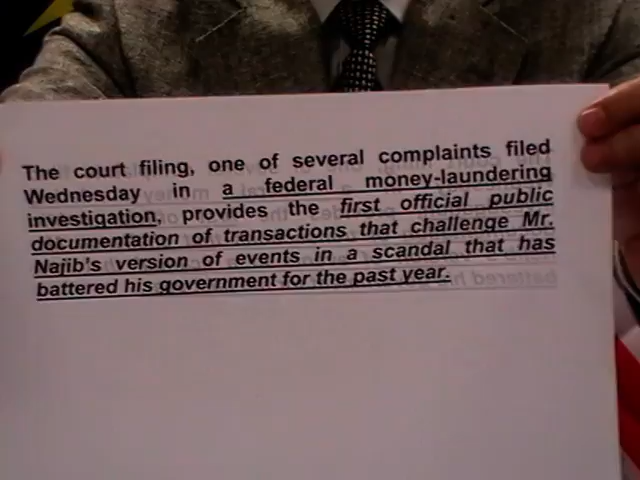 The court filing, one of several complaints filed
Wednesday in a federal money-laundering
investigation, provides the first official public
documentation of transactions that challenge Mr.
Najib's version of events in a scandal that has
battered his government for the past year.